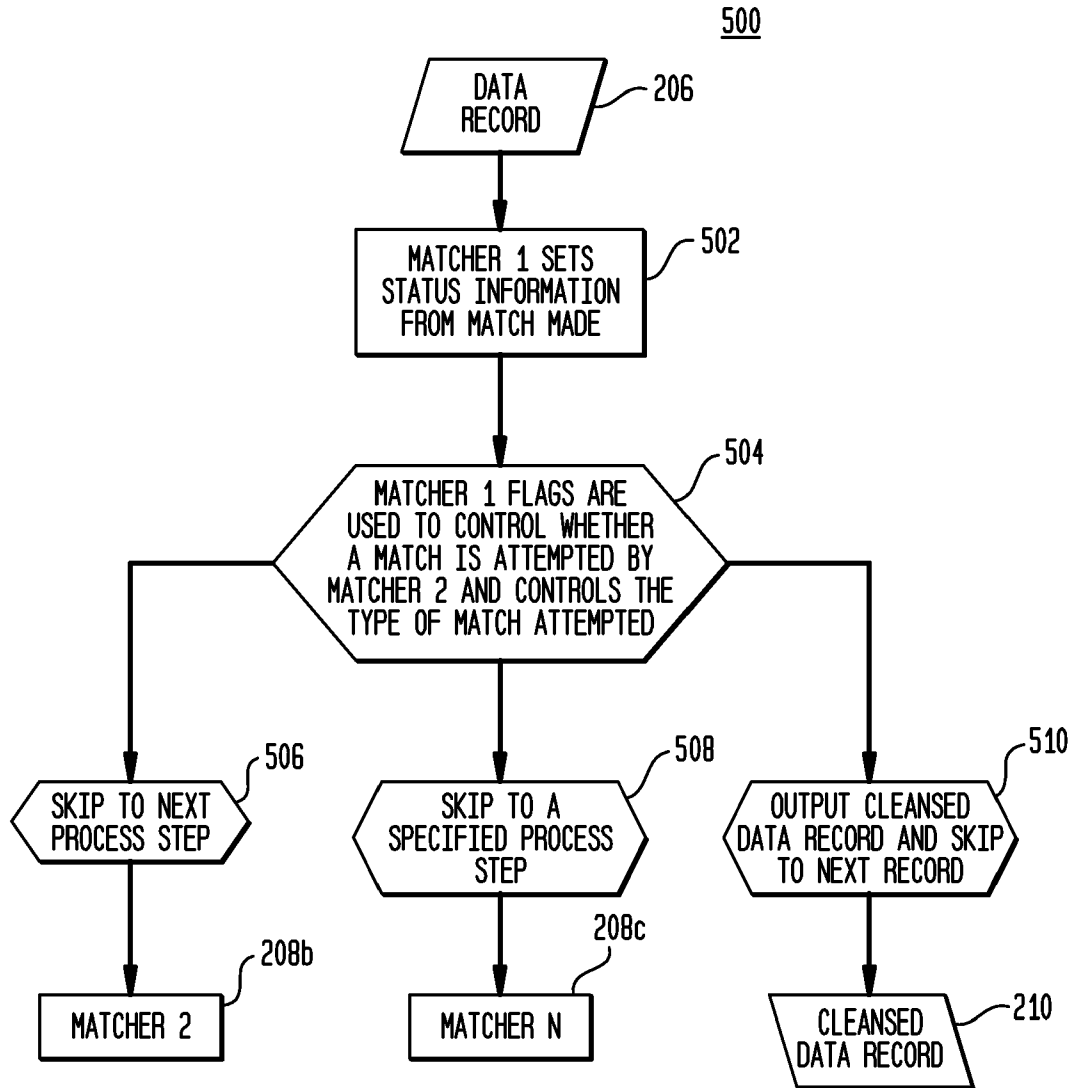 500
DATA
RECORD
206
MATCHER 1 SETS
STATUS INFORMATION
FROM MATCH MADE
502
MATCHER 1 FLAGS ARE
USED TO CONTROL WHETHER
A MATCH IS ATTEMPTED BY
MATCHER 2 AND CONTROLS THE
TYPE OF MATCH ATTEMPTED
504
SKIP TO NEXT
PROCESS STEP
506
SKIP TO A
SPECIFIED PROCESS
STEP
508
OUTPUT CLEANSED
DATA RECORD AND SKIP
TO NEXT RECORD
510
MATCHER 2
208b
MATCHER N
208c
CLEANSED
DATA RECORD
210